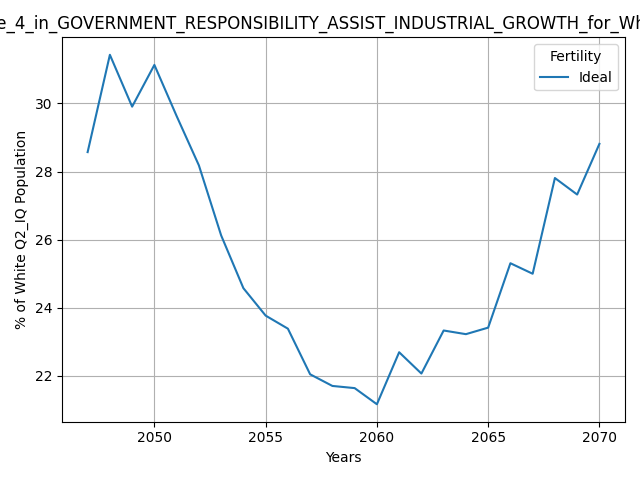 e_4_in_GOVERNMENT_RESPONSIBILITY_ASSIST_INDUSTRIAL_GROWTH_for_Wh
Fertility
Ideal
% of White Q2_IQ Population
30
28
26
24
22
2050 2055 2060 2065 2070
Years